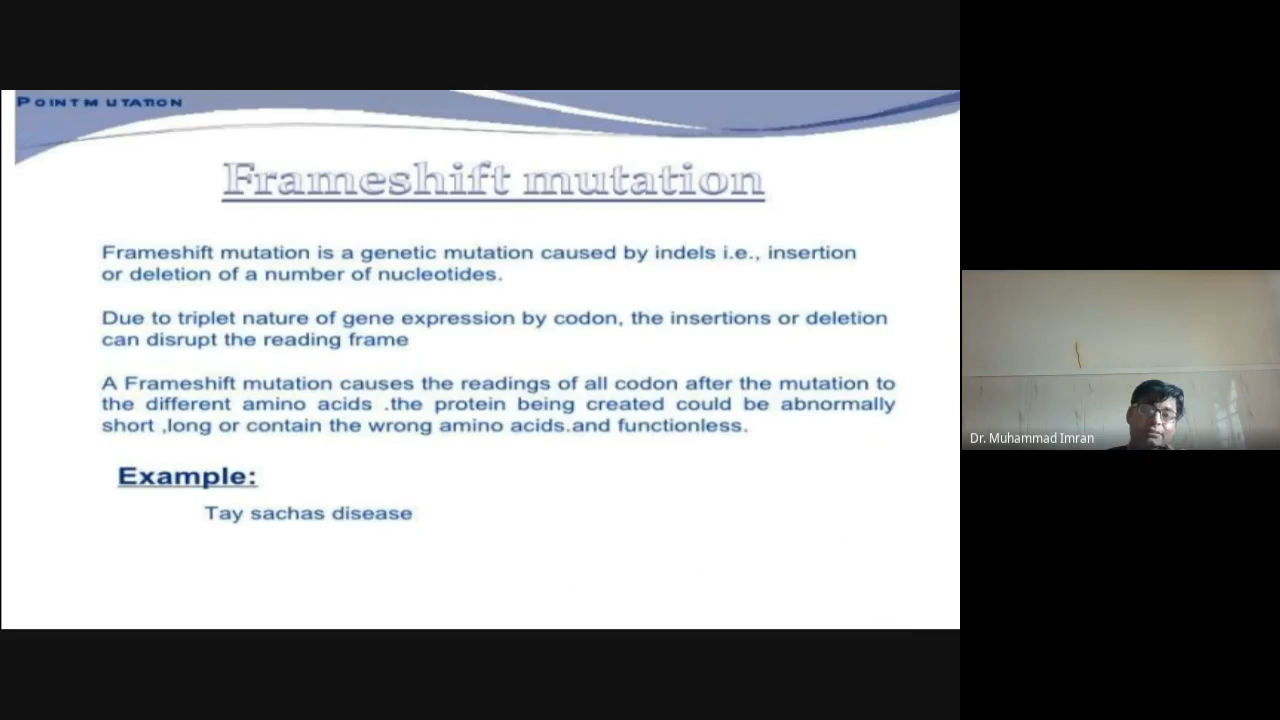 POINT MUTATION
Frameshift mutation
Frameshift mutation is a genetic mutation caused by indels i.e., insertion
or deletion of a number of nucleotides.
Due to triplet nature of gene expression by codon, the insertions or deletion
can disrupt the reading frame
A Frameshift mutation causes the readings of all codon after the mutation to
the different amino acids .the protein being created could be abnormally
short ,long or contain the wrong amino acids.and functionless.
Example:
Tay sachas disease
Dr. Muhammad Imran